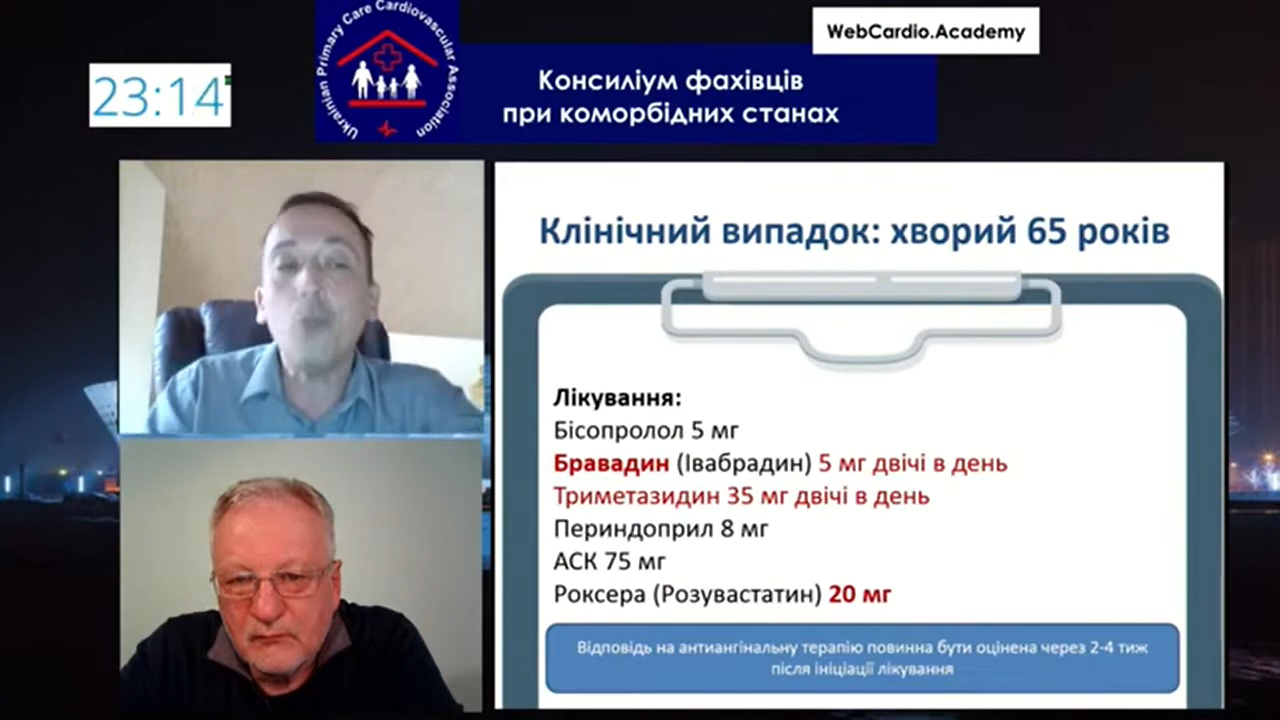 Ukrainian Primary Care Cardiovascular Association
WebCardio.Academy
23:14
Консиліум фахівців
при коморбідних станах
Клінічний випадок: хворий 65 років
Лікування:
Бісопролол 5 мг
Бравадин (Івабрадин) 5 мг двічі в день
Триметазидин 35 мг двічі в день
Периндоприл 8 мг
АСК 75 мг
Роксера (Розувастатин) 20 мг
Відповідь на антиангінальну терапію повинна бути оцінена через 2-4 тиж
після ініціації лікування